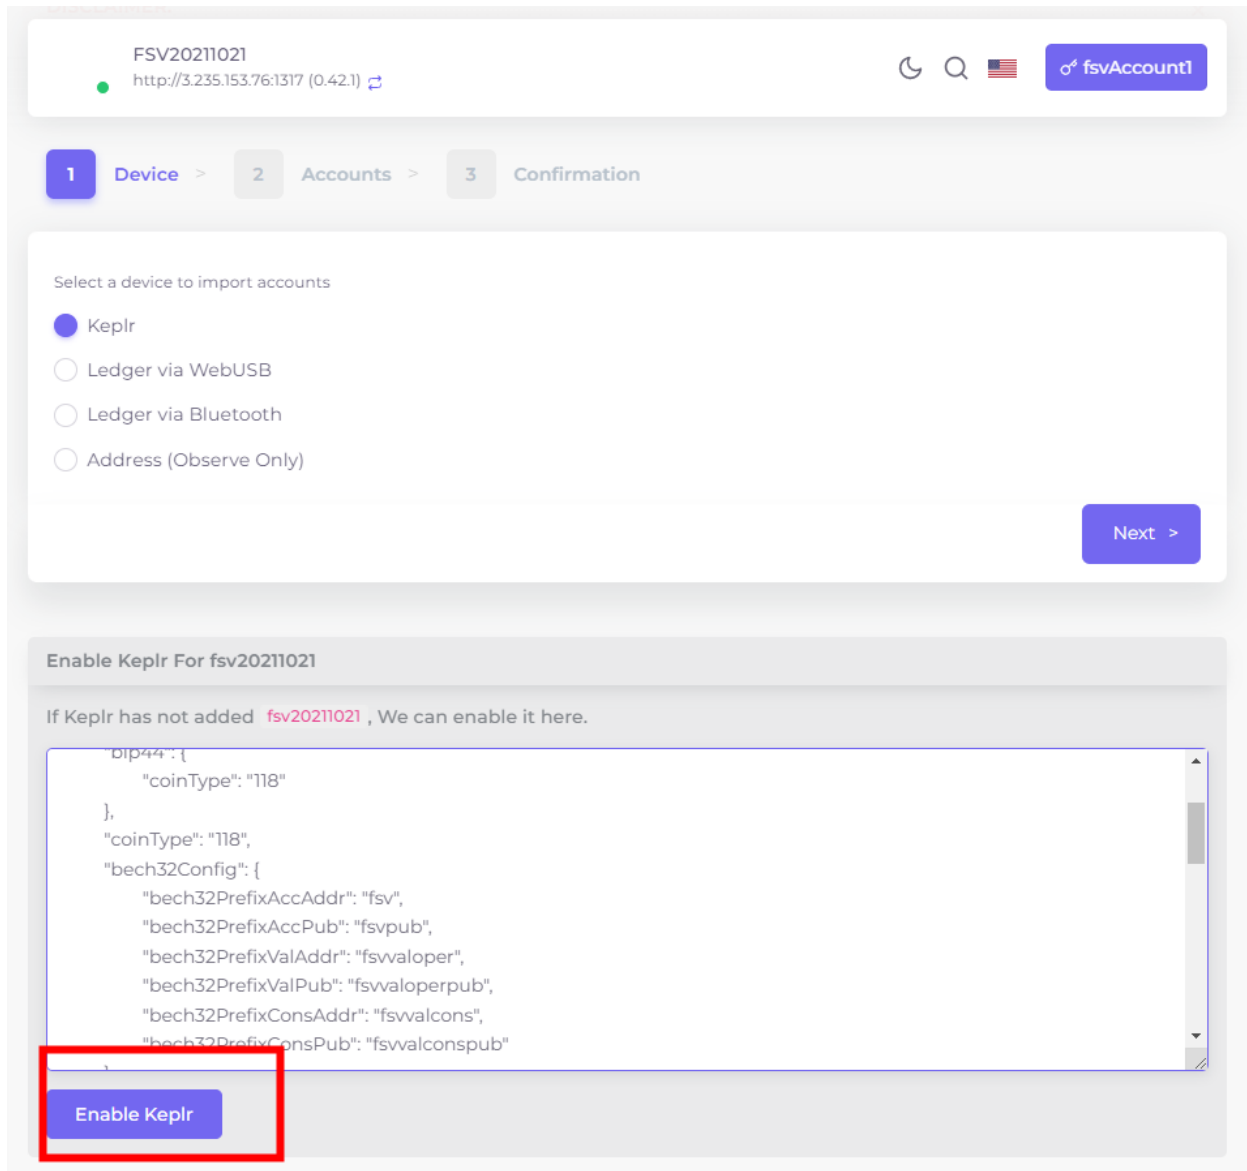 DISCLAIMER:
FSV20211021
http://3.235.153.76:1317 (0.42.1)
fsvAccount1
1 Device > 2 Accounts > 3 Confirmation
Select a device to import accounts
Keplr
Ledger via WebUSB
Ledger via Bluetooth
Address (Observe Only)
Next >
Enable Keplr For fsv20211021
If Keplr has not added fsv20211021 , We can enable it here.
"bip44": {
"coinType": "118"
},
"coinType": "118",
"bech32Config": {
"bech32PrefixAccAddr": "fsv",
"bech32PrefixAccPub": "fsvpub",
"bech32PrefixValAddr": "fsvvaloper",
"bech32PrefixValPub": "fsvvaloperpub",
"bech32PrefixConsAddr": "fsvvalcons",
"bech32PrefixConsPub": "fsvvalconspub"
}
Enable Keplr